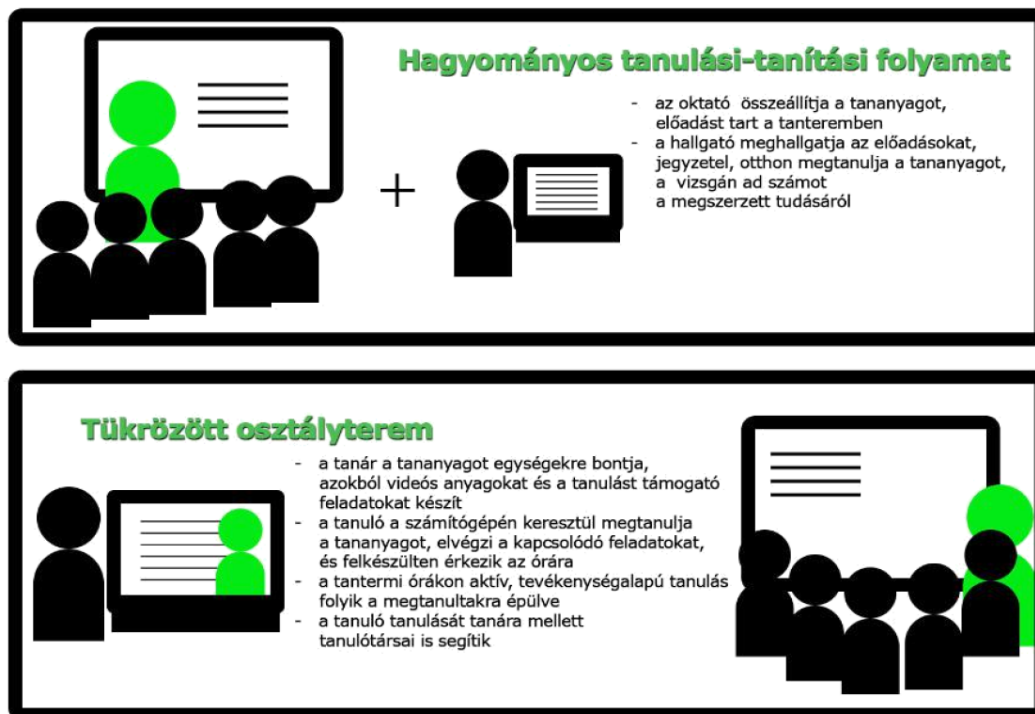 Hagyományos tanulási-tanítási folyamat
- az oktató összeállítja a tananyagot,
előadást tart a tanteremben
- a hallgató meghallgatja az előadásokat,
jegyzetel, otthon megtanulja a tananyagot,
a vizsgán ad számot
a megszerzett tudásáról
+
Tükrözött osztályterem
- a tanár a tananyagot egységekre bontja,
azokból videós anyagokat és a tanulást támogató
feladatokat készít
- a tanuló a számítógépén keresztül megtanulja
a tananyagot, elvégzi a kapcsolódó feladatokat,
és felkészülten érkezik az órára
- a tantermi órákon aktív, tevékenységalapú tanulás
folyik a megtanultakra épülve
- a tanuló tanulását tanára mellett
tanulótársai is segítik